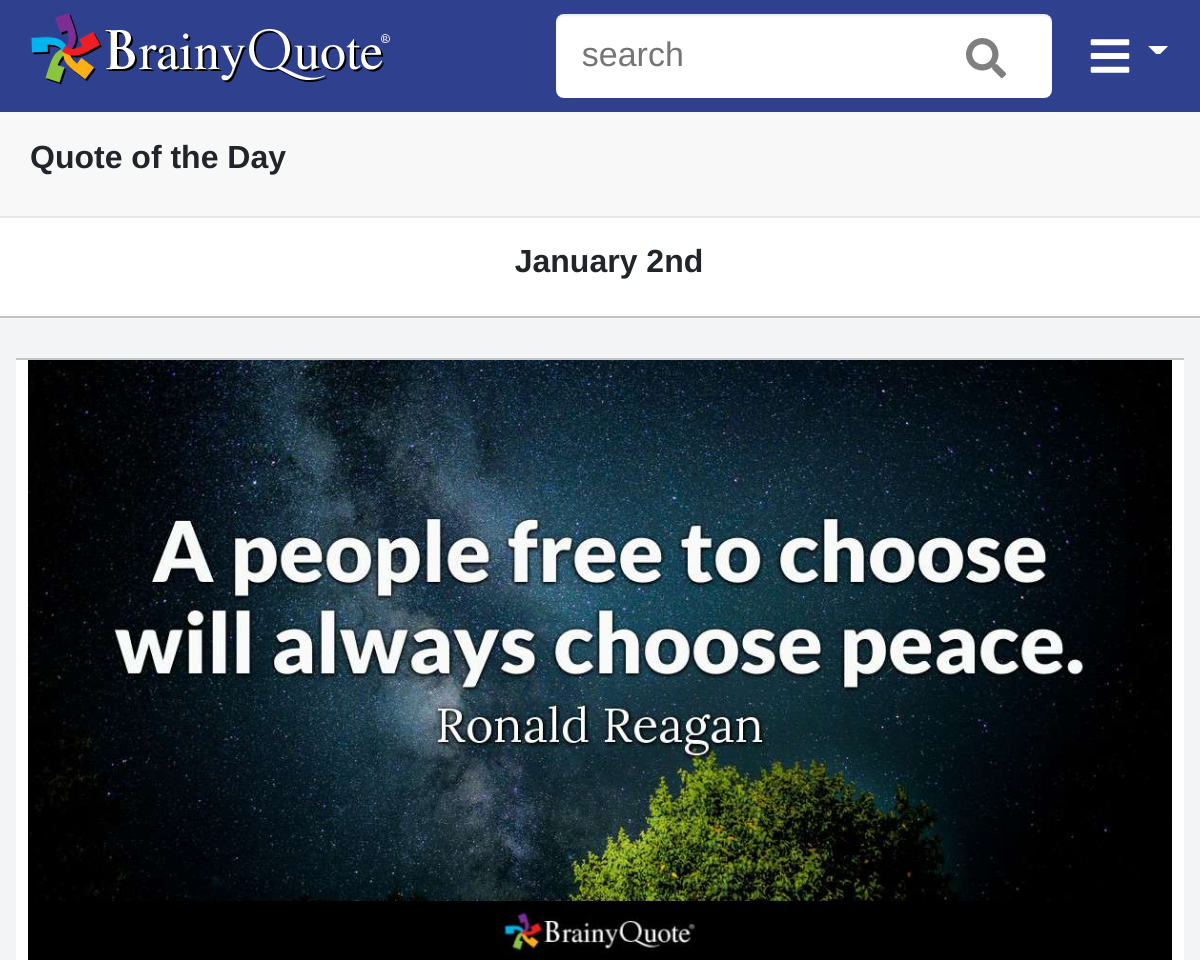 BrainyQuote®
search
Quote of the Day
January 2nd
A people free to choose
will always choose peace.
Ronald Reagan
BrainyQuote®